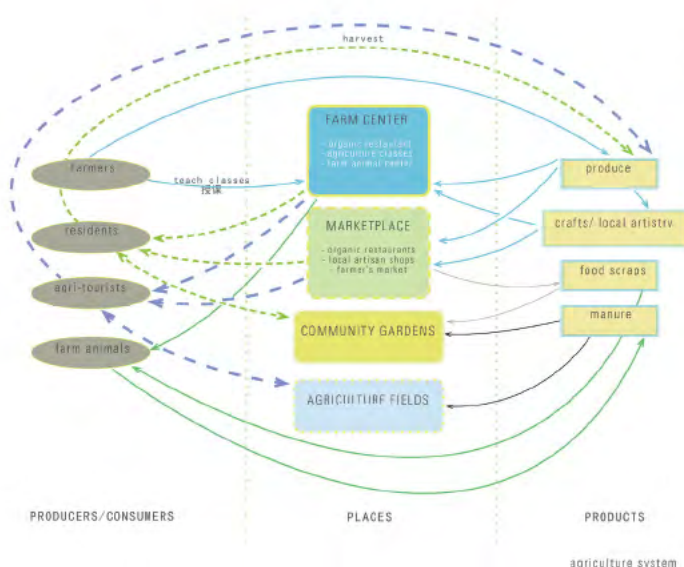 harvest
FARM CENTER
- organic restaurant
- agriculture classes
- farm animal center
farmers
teach classes
授课
produce
MARKETPLACE
- organic restaurants
- local artisan shops
- farmer's market
crafts/ local artistry
residents
food scraps
agri-tourists
manure
COMMUNITY GARDENS
farm animals
AGRICULTURE FIELDS
PRODUCERS/CONSUMERS
PLACES
PRODUCTS
agriculture system